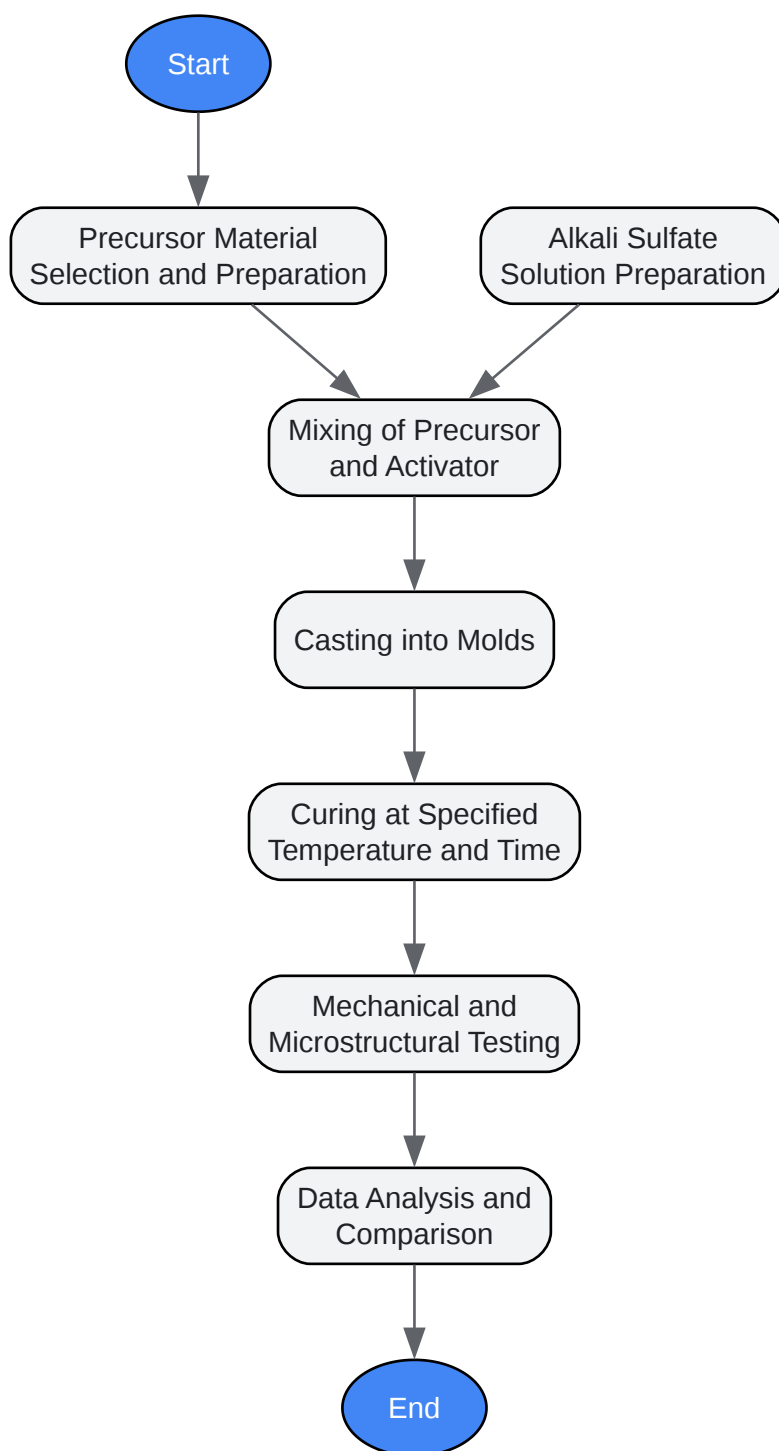 Start
Precursor Material
Selection and Preparation
Alkali Sulfate
Solution Preparation
Mixing of Precursor
and Activator
Casting into Molds
Curing at Specified
Temperature and Time
Mechanical and
Microstructural Testing
Data Analysis and
Comparison
End